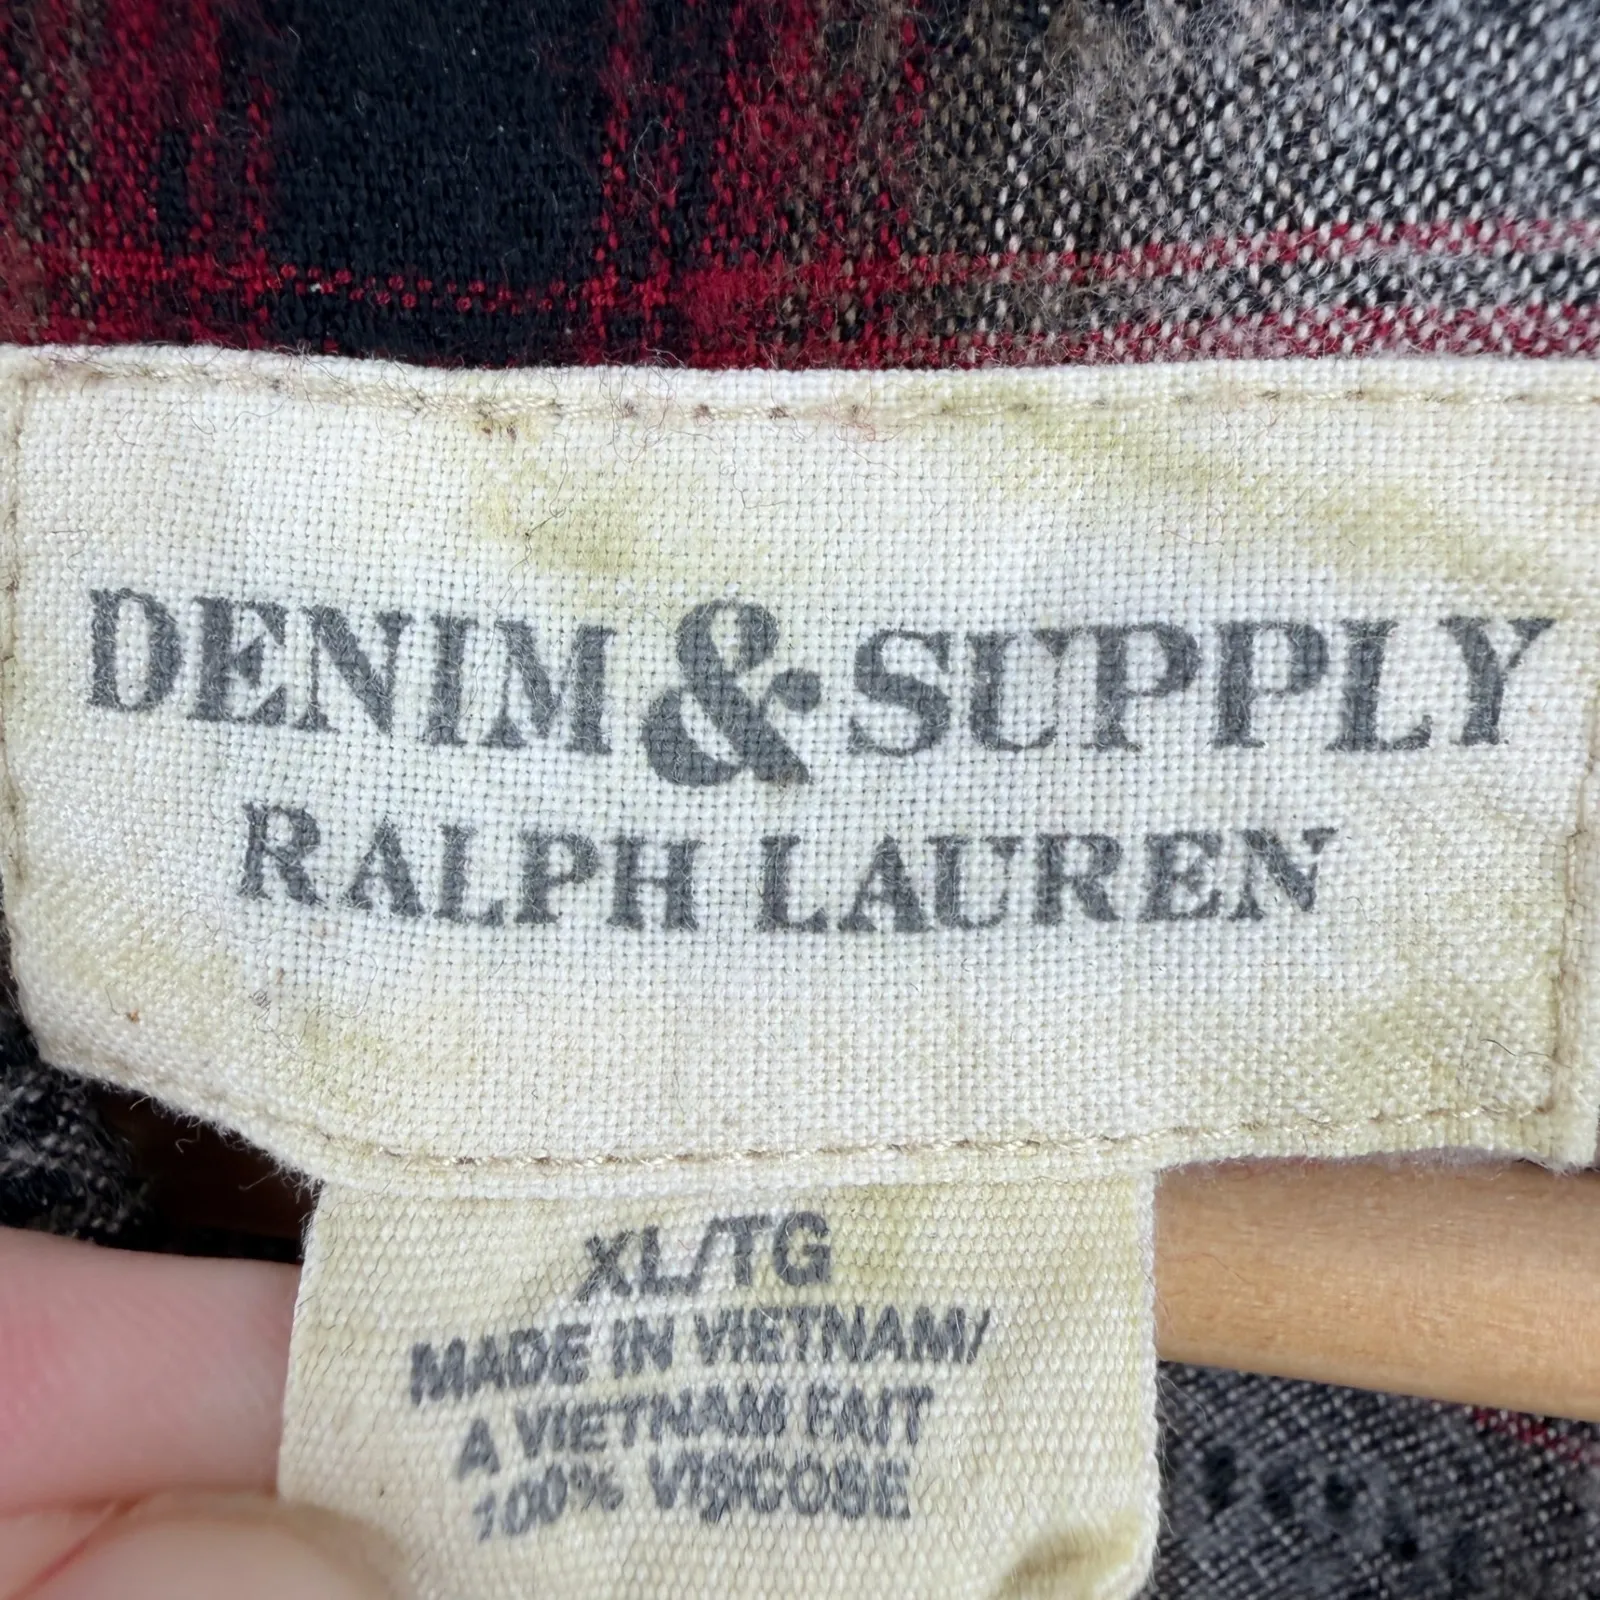 DENIM & SUPPLY
RALPH LAUREN
XL/TG
MADE IN VIETNAM/
A VIETNAM FAIT
100% VISCOSE